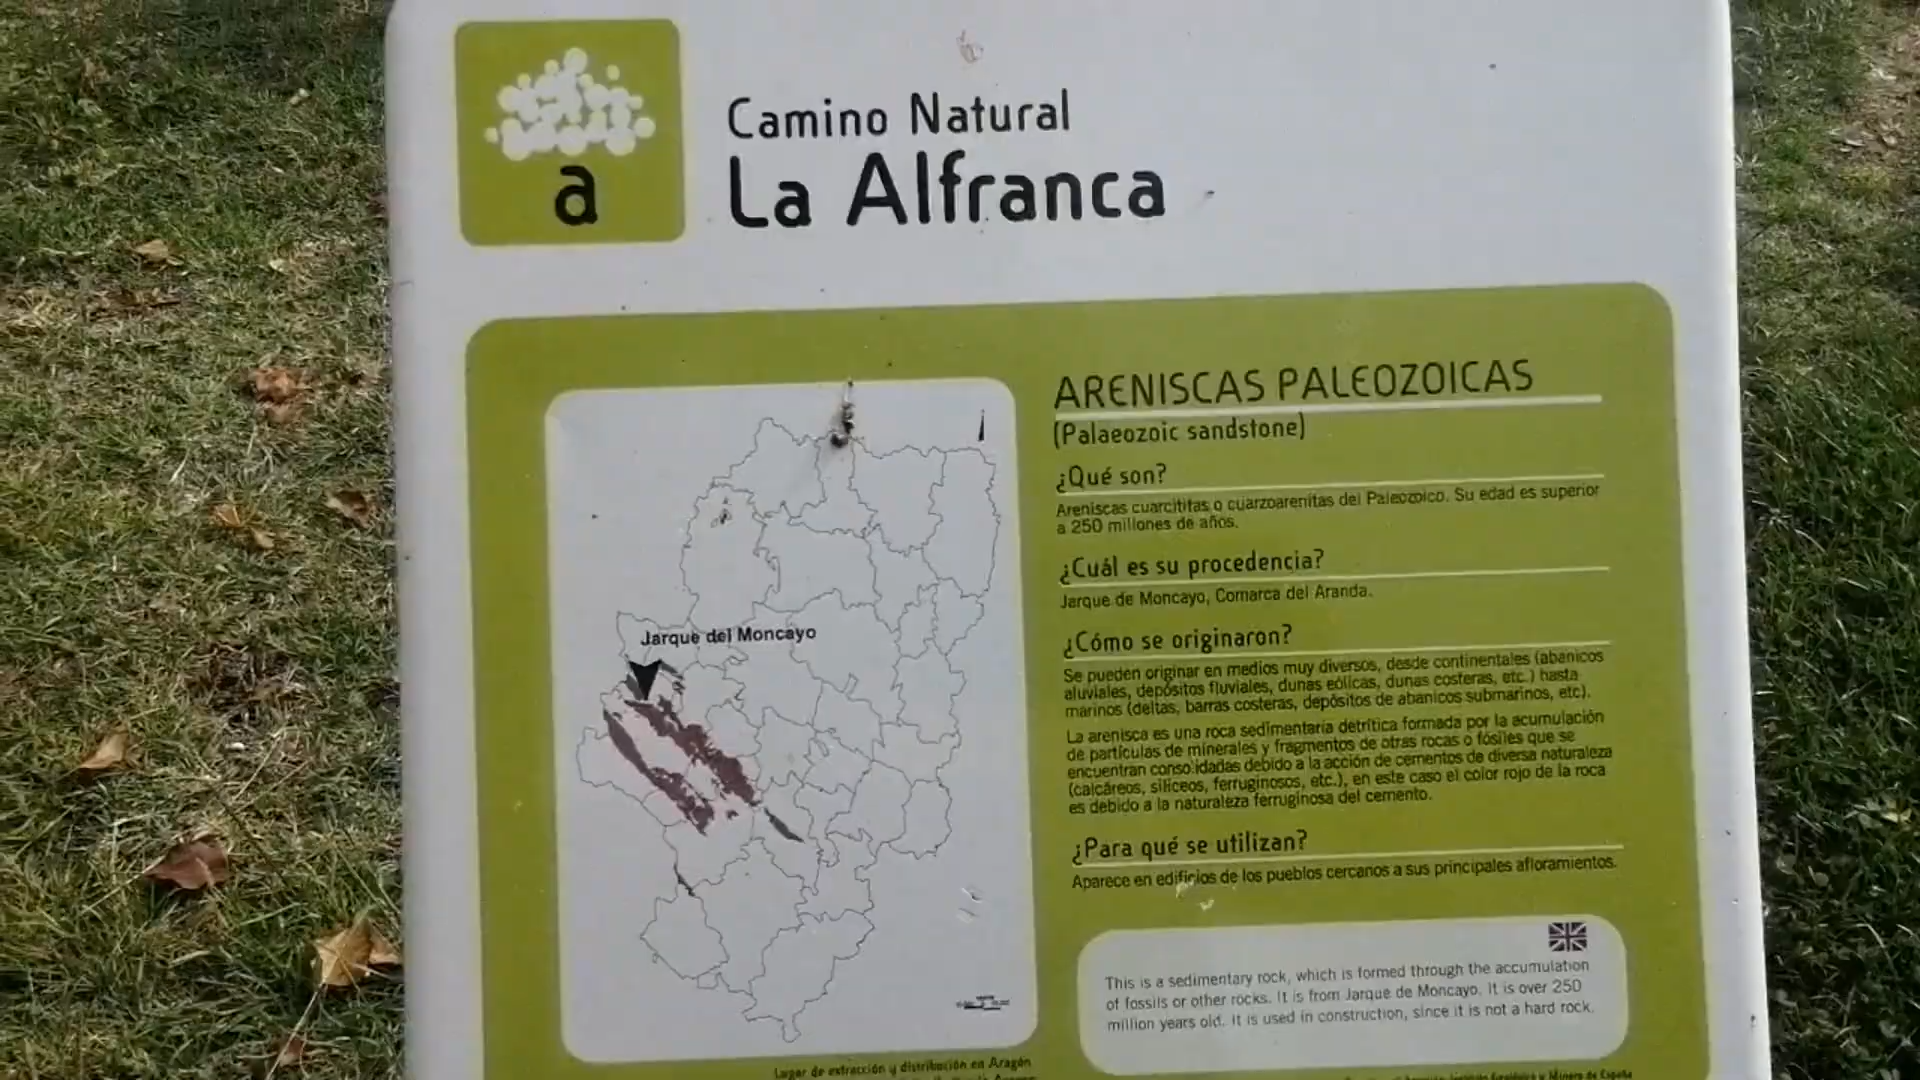 a
Camino Natural
La Alfranca
Jarque del Moncayo
Lugar de extracción y distribución en Aragón
ARENISCAS PALEOZOICAS
(Palaeozoic sandstone)
¿Qué son?
Areniscas cuarcititas o cuarzoarenitas del Paleozoico. Su edad es superior
a 250 millones de años.
¿Cuál es su procedencia?
Jarque de Moncayo, Comarca del Aranda.
¿Cómo se originaron?
Se pueden originar en medios muy diversos, desde continentales (abanicos
aluviales, depósitos fluviales, dunas eólicas, dunas costeras, etc.) hasta
marinos (deltas, barras costeras, depósitos de abanicos submarinos, etc).
La arenisca es una roca sedimentaria detrítica formada por la acumulación
de partículas de minerales y fragmentos de otras rocas o fósiles que se
encuentran consolidadas debido a la acción de cementos de diversa naturaleza
(calcáreos, silíceos, ferruginosos, etc.), en este caso el color rojo de la roca
es debido a la naturaleza ferruginosa del cemento.
¿Para qué se utilizan?
Aparece en edificios de los pueblos cercanos a sus principales afloramientos.
This is a sedimentary rock, which is formed through the accumulation
of fossils or other rocks. It is from Jarque de Moncayo. It is over 250
million years old. It is used in construction, since it is not a hard rock.
Minero de España